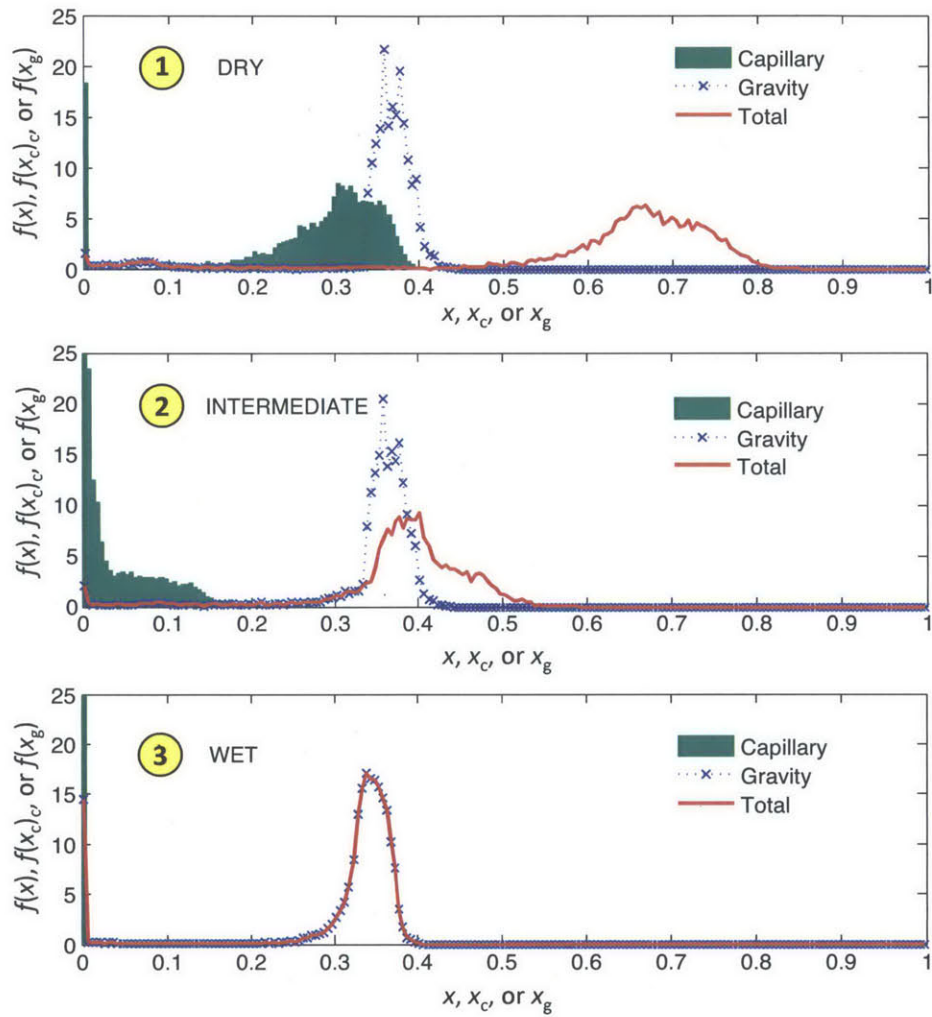 25
20
15
10
5
0
f(x), f(x_c)_c, or f(x_g)
1 DRY
Capillary
Gravity
Total
0 0.1 0.2 0.3 0.4 0.5 0.6 0.7 0.8 0.9 1
x, x_c, or x_g
25
20
15
10
5
0
f(x), f(x_c)_c, or f(x_g)
2 INTERMEDIATE
Capillary
Gravity
Total
0 0.1 0.2 0.3 0.4 0.5 0.6 0.7 0.8 0.9 1
x, x_c, or x_g
25
20
15
10
5
0
f(x), f(x_c)_c, or f(x_g)
3 WET
Capillary
Gravity
Total
0 0.1 0.2 0.3 0.4 0.5 0.6 0.7 0.8 0.9 1
x, x_c, or x_g